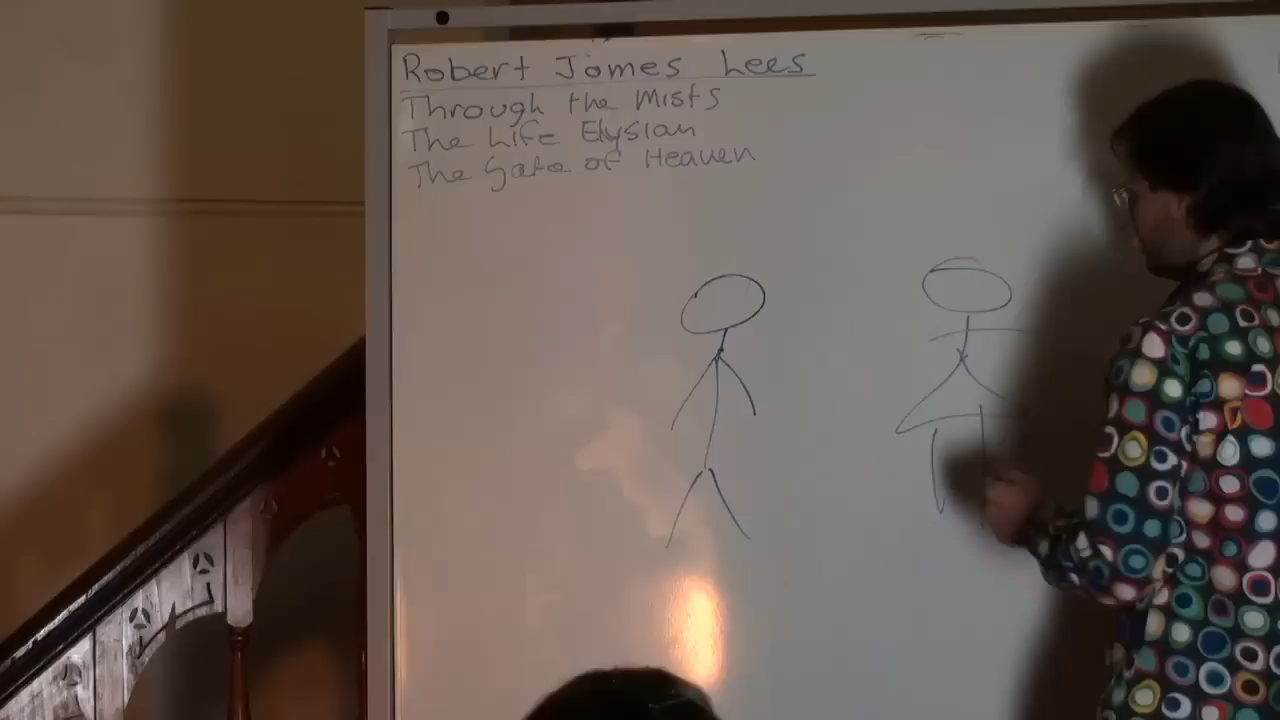 Robert James Lees
Through the Mists
The Life Elysian
The Gate of Heaven